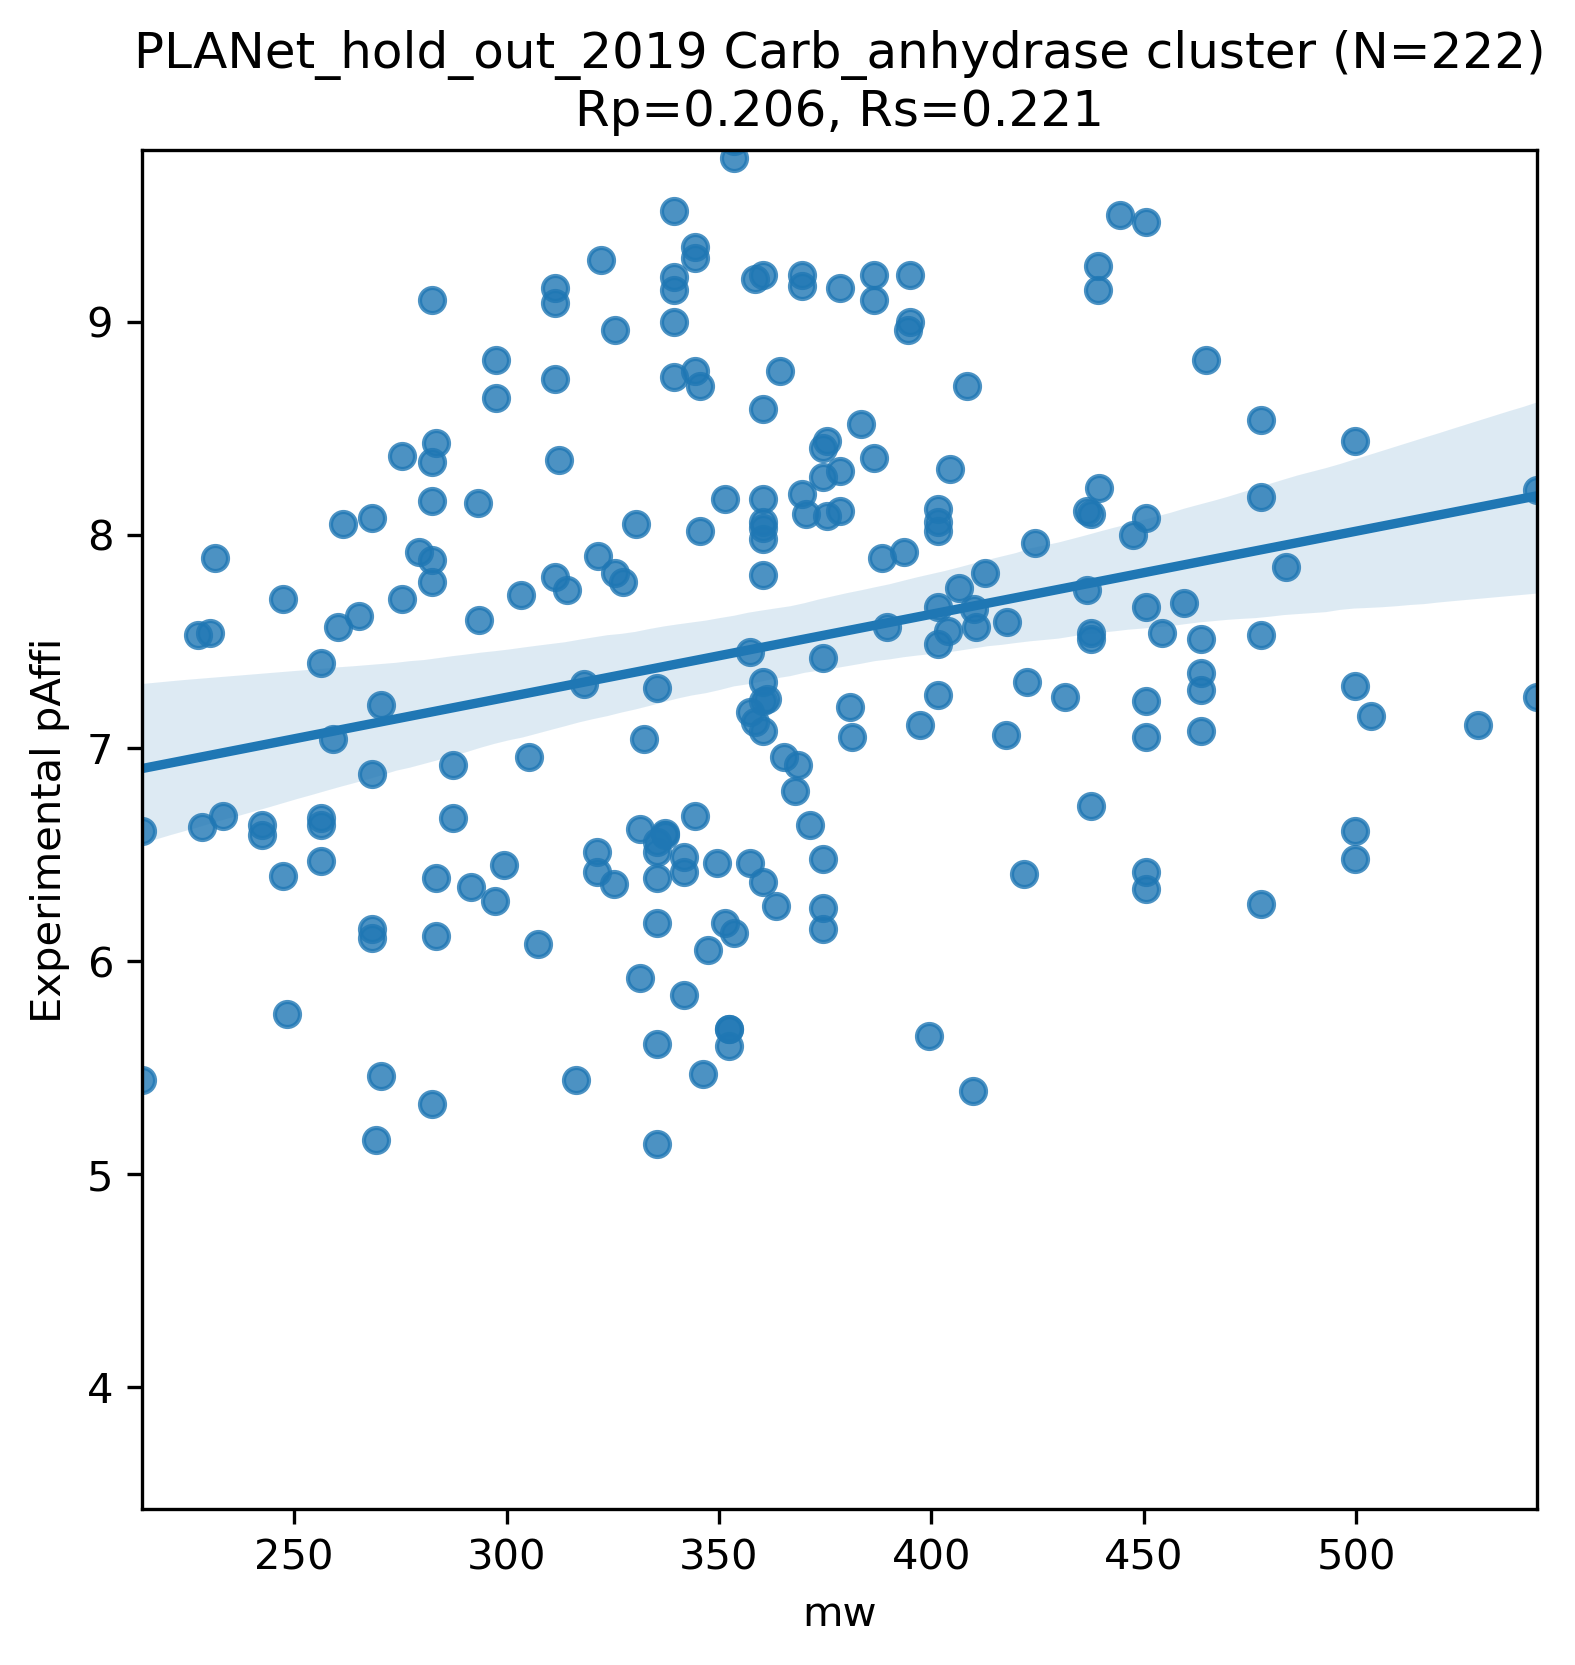 PLANet_hold_out_2019 Carb_anhydrase cluster (N=222)
Rp=0.206, Rs=0.221
Experimental pAffi
9
8
7
6
5
4
250 300 350 400 450 500
mw